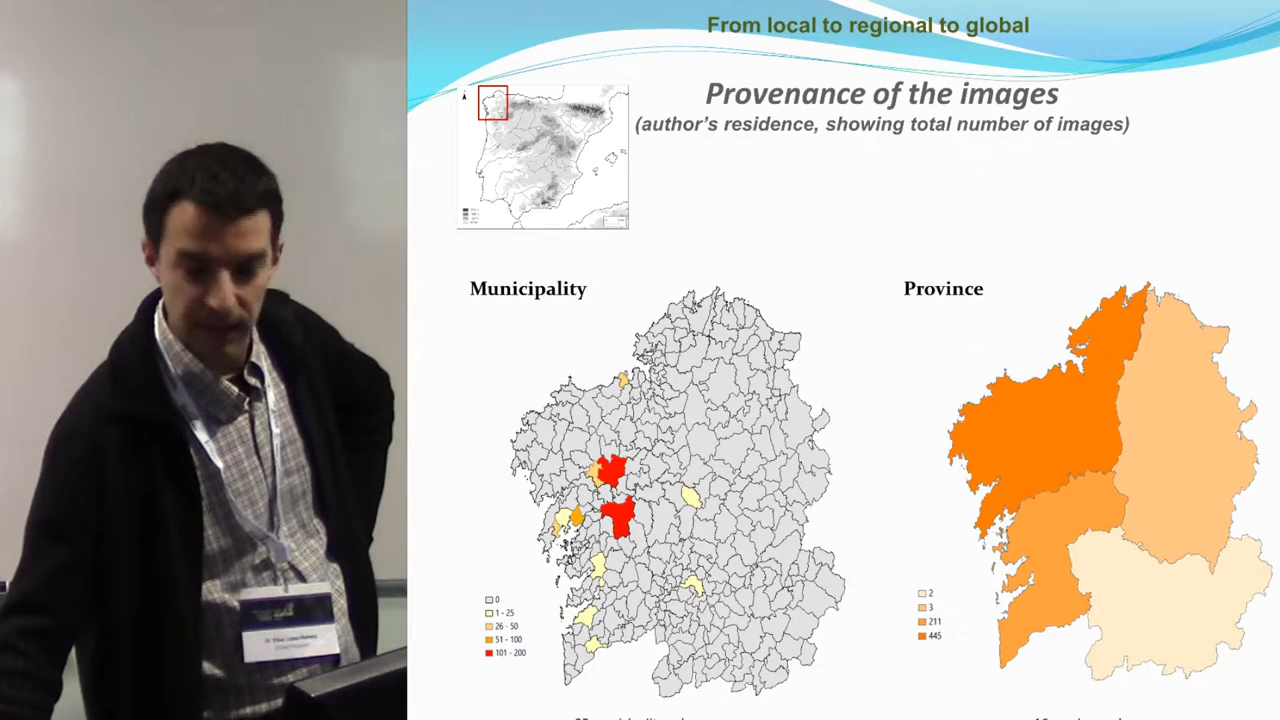 From local to regional to global
Provenance of the images
(author's residence, showing total number of images)
Municipality
Province
0
1 - 25
26 - 50
51 - 100
101 - 200
2
3
211
445